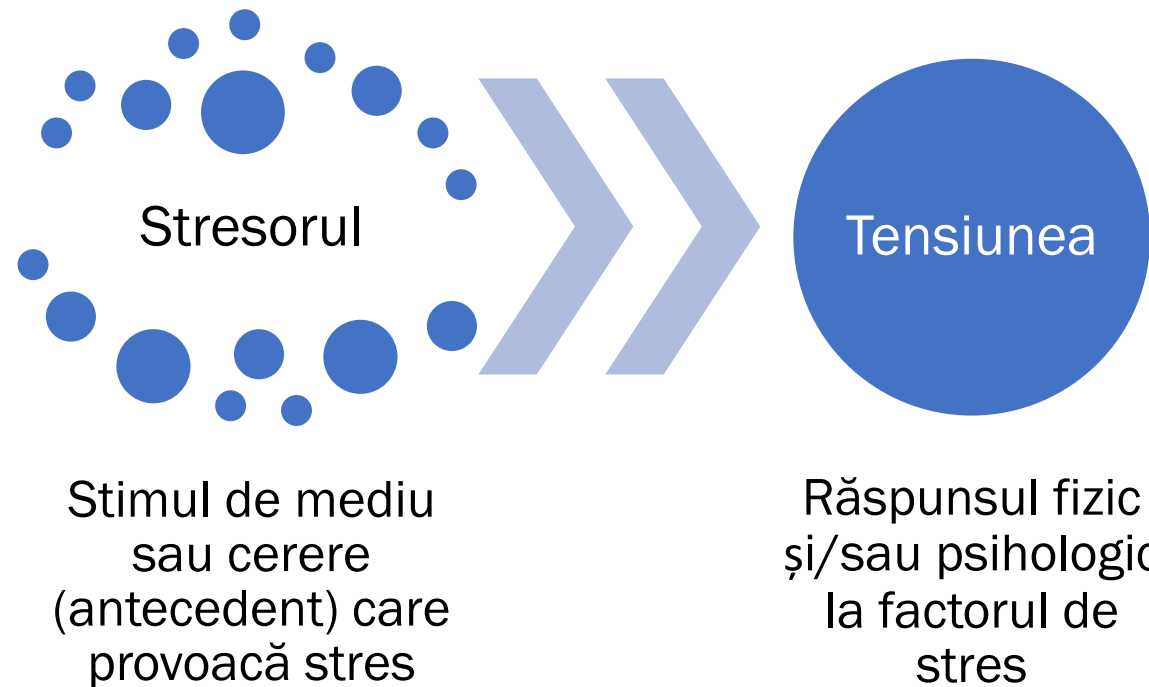 Stresorul
Stimul de mediu
sau cerere
(antecedent) care
provoacă stres
Tensiunea
Răspunsul fizic
și/sau psihologic
la factorul de
stres